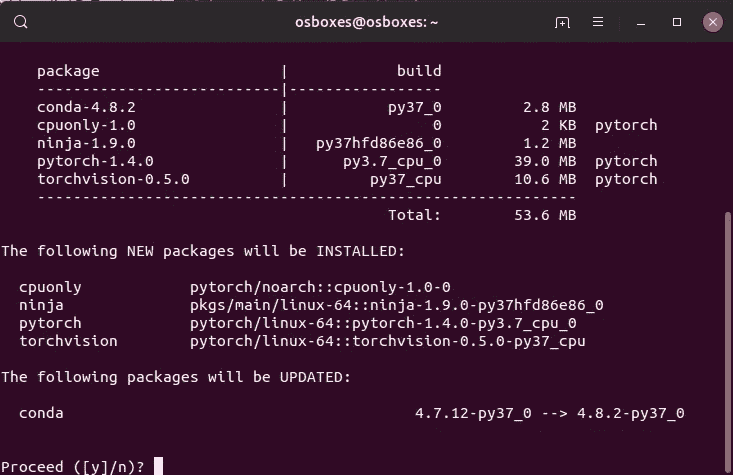 osboxes@osboxes: ~
package | build
---------------------------|-----------------
conda-4.8.2 | py37_0 2.8 MB
cpuonly-1.0 | 0 2 KB pytorch
ninja-1.9.0 | py37hfd86e86_0 1.2 MB
pytorch-1.4.0 | py3.7_cpu_0 39.0 MB pytorch
torchvision-0.5.0 | py37_cpu 10.6 MB pytorch
------------------------------------------------------------
Total: 53.6 MB
The following NEW packages will be INSTALLED:
cpuonly pytorch/noarch::cpuonly-1.0-0
ninja pkgs/main/linux-64::ninja-1.9.0-py37hfd86e86_0
pytorch pytorch/linux-64::pytorch-1.4.0-py3.7_cpu_0
torchvision pytorch/linux-64::torchvision-0.5.0-py37_cpu
The following packages will be UPDATED:
conda 4.7.12-py37_0 --> 4.8.2-py37_0
Proceed ([y]/n)?